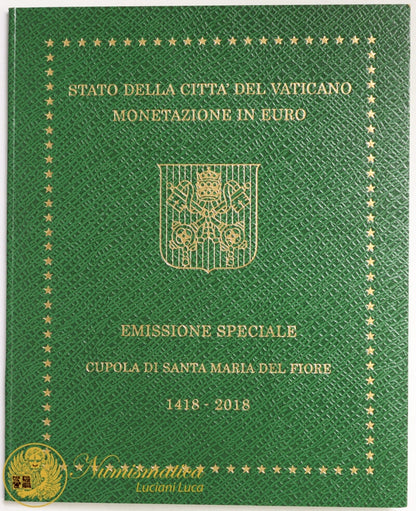 STATO DELLA CITTA' DEL VATICANO
MONETAZIONE IN EURO
EMISSIONE SPECIALE
CUPOLA DI SANTA MARIA DEL FIORE
1418 - 2018
Numismatica
Luciani Luca